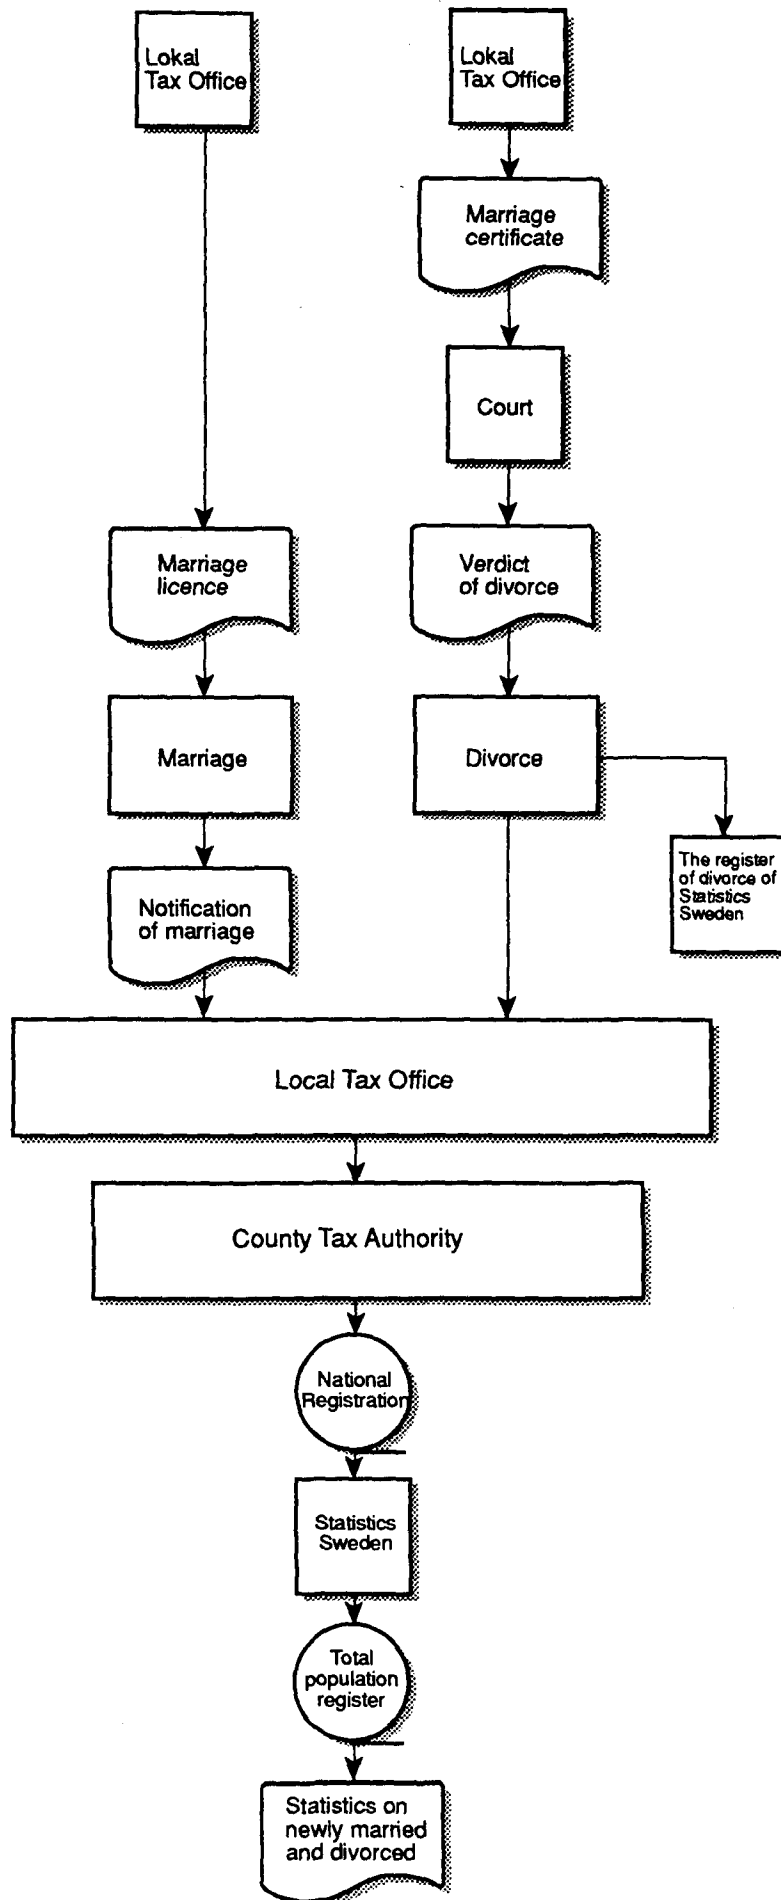 Lokal
Tax Office
Lokal
Tax Office
Marriage
certificate
Court
Marriage
licence
Verdict
of divorce
Marriage
Divorce
The register
of divorce of
Statistics
Sweden
Notification
of marriage
Local Tax Office
County Tax Authority
National
Registration
Statistics
Sweden
Total
population
register
Statistics on
newly married
and divorced